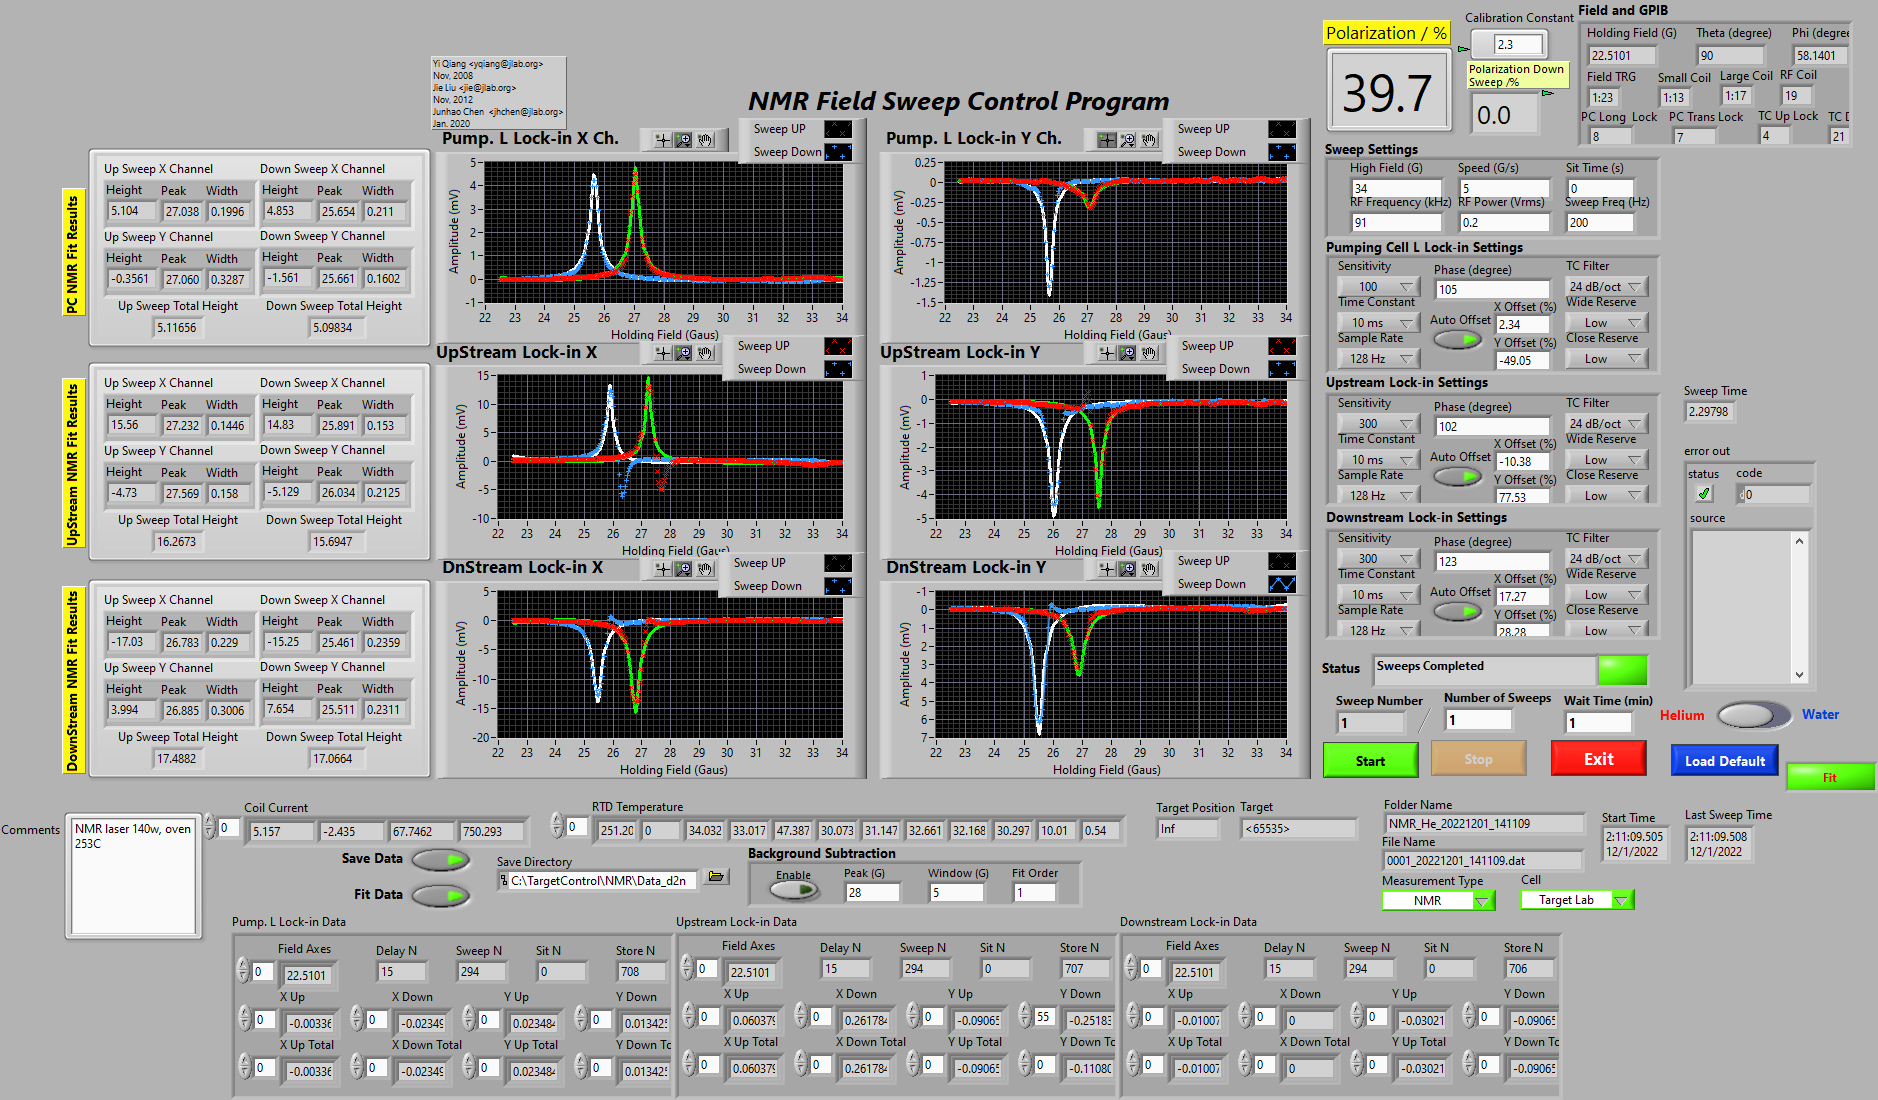 Yi Qiang <yqiang@jlab.org>
Nov, 2008
Jie Liu <jie@jlab.org>
Nov, 2012
Junhao Chen <jhchen@jlab.org>
Jan. 2020
NMR Field Sweep Control Program
Polarization / %
39.7
Calibration Constant
2.3
Polarization Down
Sweep /%
0.0
Field and GPIB
Holding Field (G) Theta (degree) Phi (degree
22.5101 90 58.1401
Field TRG Small Coil Large Coil RF Coil
1:23 1:13 1:17 19
PC Long Lock PC Trans Lock TC Up Lock TC D
8 7 4 21
PC NMR Fit Results
Up Sweep X Channel Down Sweep X Channel
Height Peak Width Height Peak Width
5.104 27.038 0.1996 4.853 25.654 0.211
Up Sweep Y Channel Down Sweep Y Channel
Height Peak Width Height Peak Width
-0.3561 27.060 0.3287 -1.561 25.661 0.1602
Up Sweep Total Height Down Sweep Total Height
5.11656 5.09834
Pump. L Lock-in X Ch.
Sweep UP
Sweep Down
Amplitude (mV)
5
4
3
2
1
0
-1
22 23 24 25 26 27 28 29 30 31 32 33 34
Holding Field (Gaus)
Pump. L Lock-in Y Ch.
Sweep UP
Sweep Down
Amplitude (mV)
0.25
0
-0.25
-0.5
-0.75
-1
-1.25
-1.5
22 23 24 25 26 27 28 29 30 31 32 33 34
Holding Field (Gaus)
UpStream NMR Fit Results
Up Sweep X Channel Down Sweep X Channel
Height Peak Width Height Peak Width
15.56 27.232 0.1446 14.83 25.891 0.153
Up Sweep Y Channel Down Sweep Y Channel
Height Peak Width Height Peak Width
-4.73 27.569 0.158 -5.129 26.034 0.2125
Up Sweep Total Height Down Sweep Total Height
16.2673 15.6947
UpStream Lock-in X
Sweep UP
Sweep Down
Amplitude (mV)
15
10
5
0
-5
-10
22 23 24 25 26 27 28 29 30 31 32 33 34
Holding Field (Gaus)
UpStream Lock-in Y
Sweep UP
Sweep Down
Amplitude (mV)
1
0
-1
-2
-3
-4
-5
22 23 24 25 26 27 28 29 30 31 32 33 34
Holding Field (Gaus)
DownStream NMR Fit Results
Up Sweep X Channel Down Sweep X Channel
Height Peak Width Height Peak Width
-17.03 26.783 0.229 -15.25 25.461 0.2359
Up Sweep Y Channel Down Sweep Y Channel
Height Peak Width Height Peak Width
3.994 26.885 0.3006 7.654 25.511 0.2311
Up Sweep Total Height Down Sweep Total Height
17.4882 17.0664
DnStream Lock-in X
Sweep UP
Sweep Down
Amplitude (mV)
5
0
-5
-10
-15
-20
22 23 24 25 26 27 28 29 30 31 32 33 34
Holding Field (Gaus)
DnStream Lock-in Y
Sweep UP
Sweep Down
Amplitude (mV)
-1
0
1
2
3
4
5
6
7
22 23 24 25 26 27 28 29 30 31 32 33 34
Holding Field (Gaus)
Sweep Settings
High Field (G) Speed (G/s) Sit Time (s)
34 5 0
RF Frequency (kHz) RF Power (Vrms) Sweep Freq (Hz)
91 0.2 200
Pumping Cell L Lock-in Settings
Sensitivity Phase (degree) TC Filter
100 105 24 dB/oct
Time Constant X Offset (%) Wide Reserve
10 ms Auto Offset 2.34 Low
Sample Rate Y Offset (%) Close Reserve
128 Hz -49.05 Low
Upstream Lock-in Settings
Sensitivity Phase (degree) TC Filter
300 102 24 dB/oct
Time Constant X Offset (%) Wide Reserve
10 ms Auto Offset -10.38 Low
Sample Rate Y Offset (%) Close Reserve
128 Hz 77.53 Low
Downstream Lock-in Settings
Sensitivity Phase (degree) TC Filter
300 123 24 dB/oct
Time Constant X Offset (%) Wide Reserve
10 ms Auto Offset 17.27 Low
Sample Rate Y Offset (%) Close Reserve
128 Hz 28.28 Low
Sweep Time
2.29798
error out
status code
0
source
Status Sweeps Completed
Sweep Number Number of Sweeps Wait Time (min)
1 / 1 1
Helium Water
Start Stop Exit Load Default Fit
Comments
NMR laser 140w, oven
253C
Coil Current
0 5.157 -2.435 67.7462 750.293
RTD Temperature
0 251.20 0 34.032 33.017 47.387 30.073 31.147 32.661 32.168 30.297 10.01 0.54
Target Position Target
Inf <65535>
Folder Name
NMR_He_20221201_141109
File Name
0001_20221201_141109.dat
Start Time
2:11:09.505
12/1/2022
Last Sweep Time
2:11:09.508
12/1/2022
Measurement Type Cell
NMR Target Lab
Save Data
Fit Data
Save Directory
C:\TargetControl\NMR\Data_d2n
Background Subtraction
Enable Peak (G) Window (G) Fit Order
28 5 1
Pump. L Lock-in Data
Field Axes Delay N Sweep N Sit N Store N
0 22.5101 15 294 0 708
X Up X Down Y Up Y Down
0 -0.00336 0 -0.02349 0 0.023484 0 0.013425
X Up Total X Down Total Y Up Total Y Down To
0 -0.00336 0 -0.02349 0 0.023484 0 0.013425
Upstream Lock-in Data
Field Axes Delay N Sweep N Sit N Store N
0 22.5101 15 294 0 707
X Up X Down Y Up Y Down
0 0.060379 0 0.261784 0 -0.09065 55 -0.25183
X Up Total X Down Total Y Up Total Y Down To
0 0.060379 0 0.261784 0 -0.09065 0 -0.11080
Downstream Lock-in Data
Field Axes Delay N Sweep N Sit N Store N
0 22.5101 15 294 0 706
X Up X Down Y Up Y Down
0 -0.01007 0 0 0 -0.03021 0 -0.09065
X Up Total X Down Total Y Up Total Y Down To
0 -0.01007 0 0 0 -0.03021 0 -0.09065